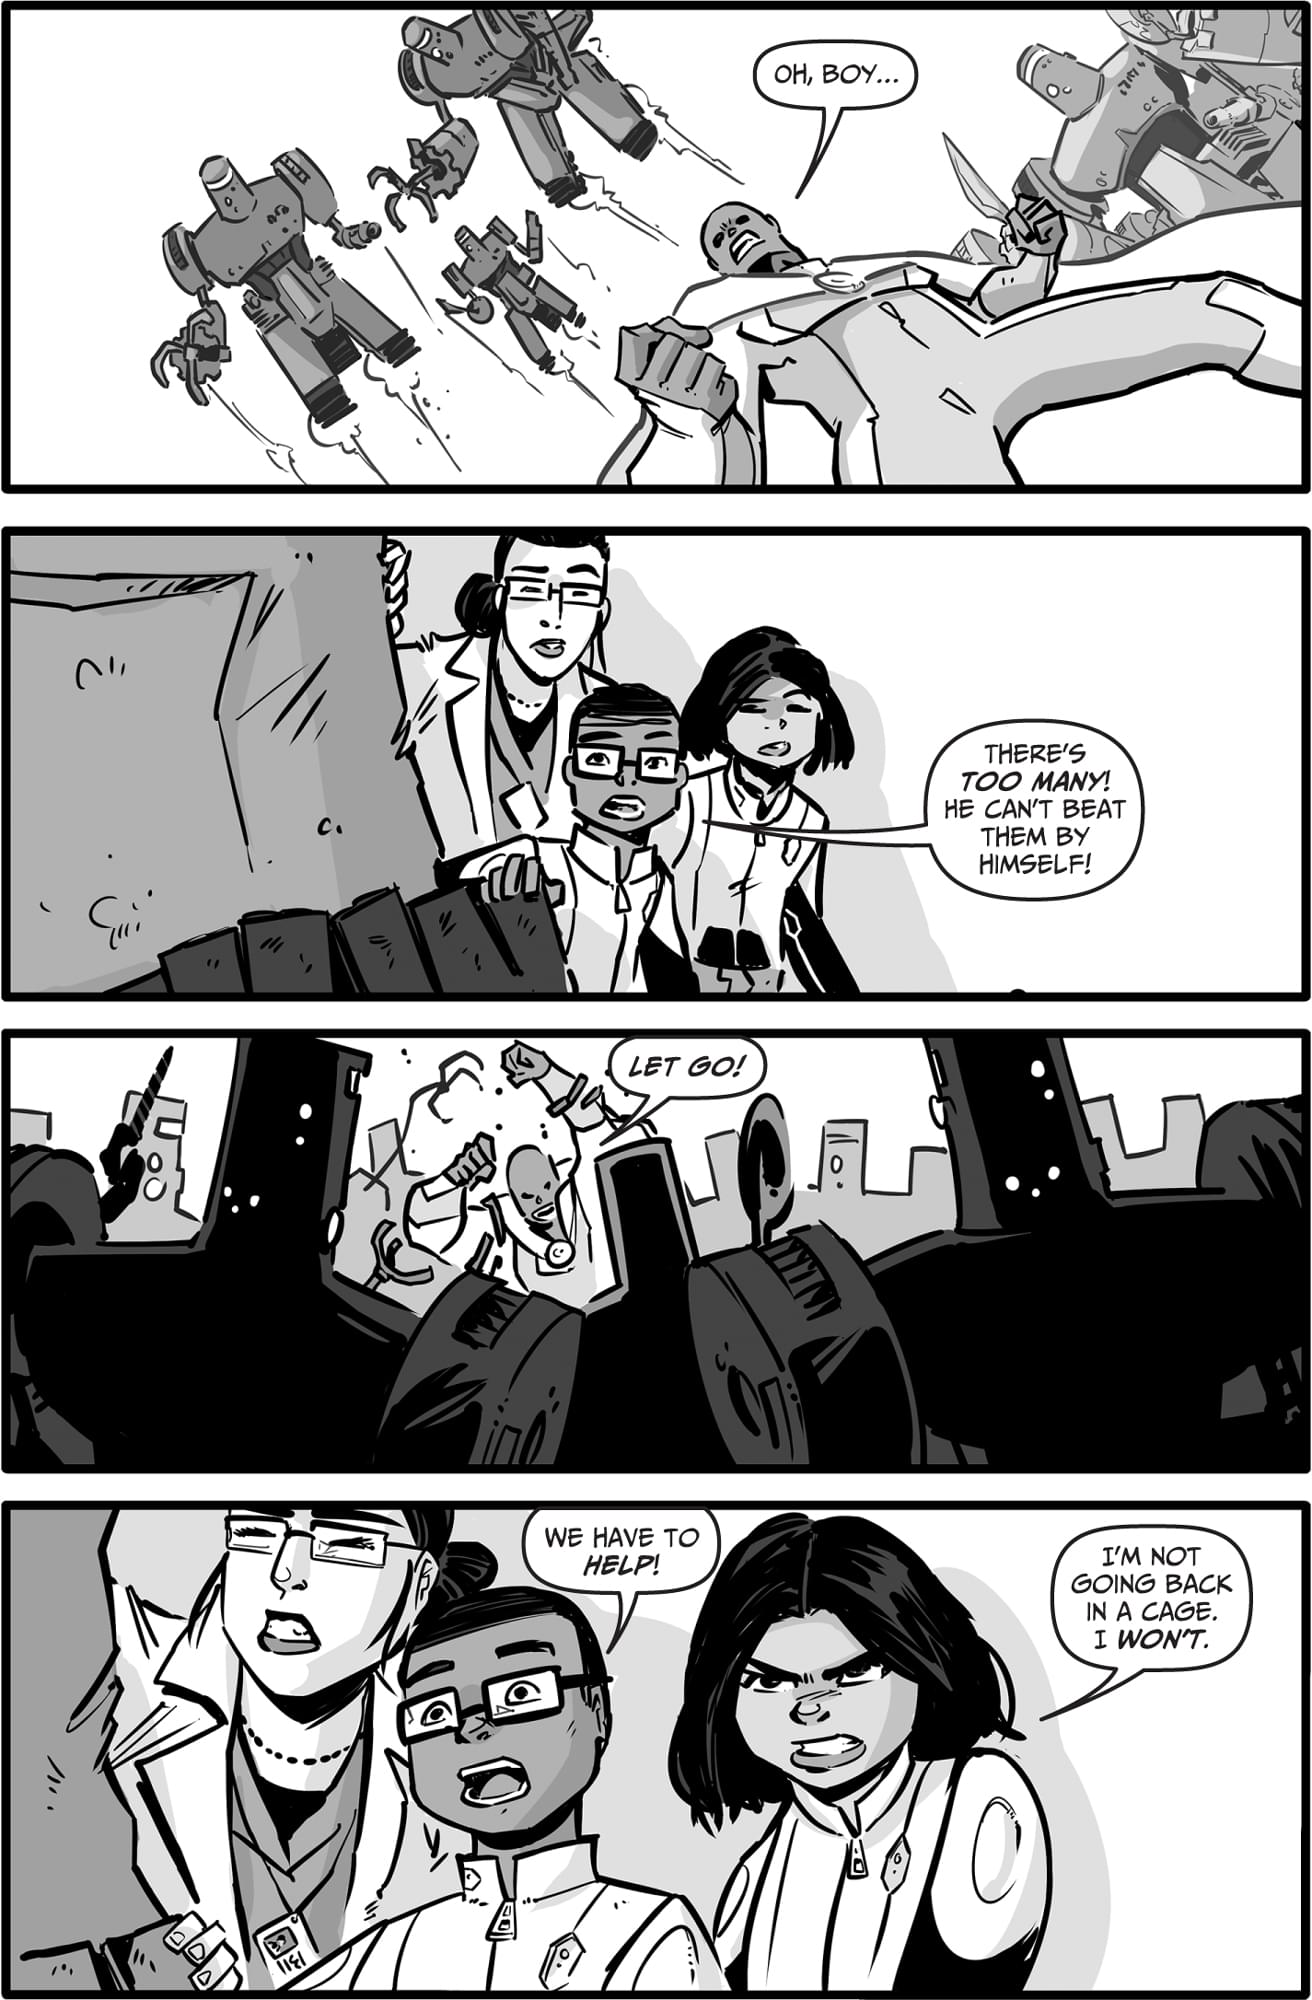 OH, BOY...
THERE'S
TOO MANY!
HE CAN'T BEAT
THEM BY
HIMSELF!
LET GO!
WE HAVE TO
HELP!
I'M NOT
GOING BACK
IN A CAGE.
I WON'T.